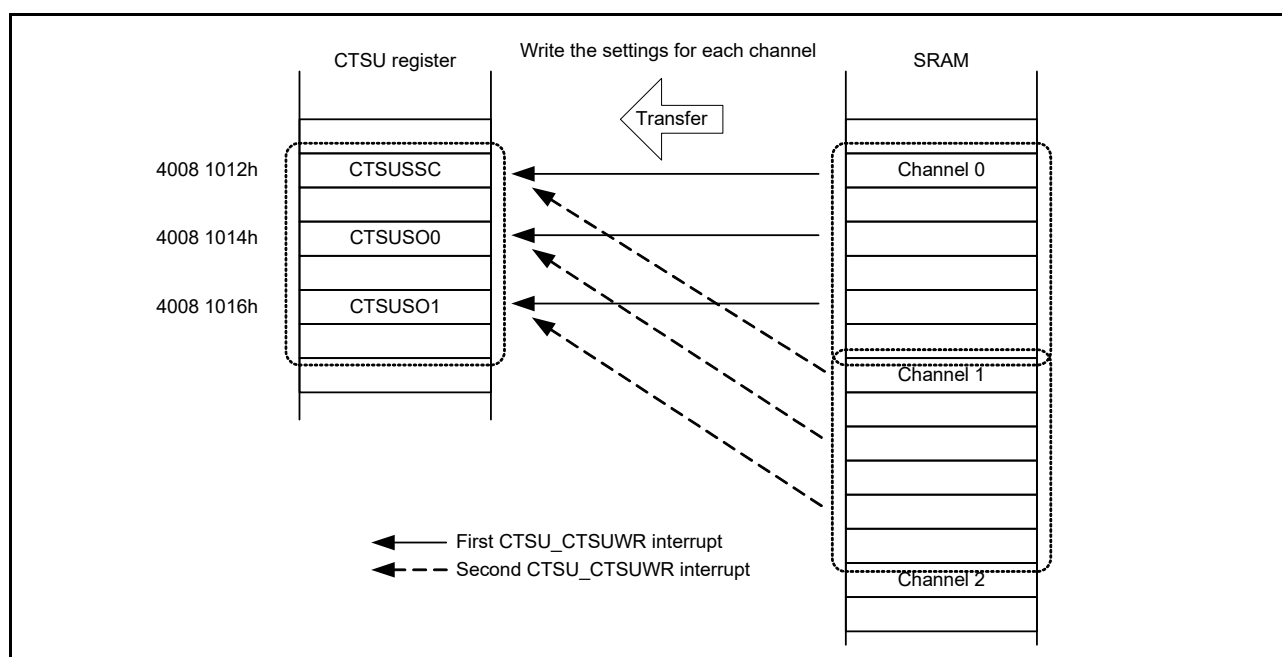 CTSU register
Write the settings for each channel
SRAM
Transfer
4008 1012h
CTSUSSC
Channel 0
4008 1014h
CTSUSO0
4008 1016h
CTSUSO1
Channel 1
First CTSU_CTSUWR interrupt
Second CTSU_CTSUWR interrupt
Channel 2